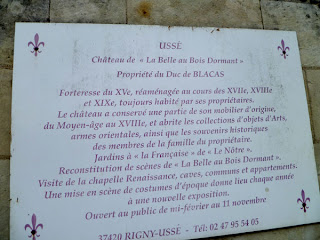 USSÉ
Château de « La Belle au Bois Dormant »
Propriété du Duc de BLACAS
Forteresse du XVe, réaménagée au cours des XVIIe, XVIIIe
et XIXe, toujours habité par ses propriétaires.
Le château a conservé une partie de son mobilier d'origine,
du Moyen-âge au XVIIIe, et abrite les collections d'objets d'Arts,
armes orientales, ainsi que les souvenirs historiques
des membres de la famille du propriétaire.
Jardins à « la Française » de « Le Nôtre ».
Reconstitution de scènes de « La Belle au Bois Dormant ».
Visite de la chapelle Renaissance, caves, communs et appartements.
Une mise en scène de costumes d'époque donne lieu chaque année
à une nouvelle exposition.
Ouvert au public de mi-février au 11 novembre
37420 RIGNY-USSÉ - Tél : 02 47 95 54 05